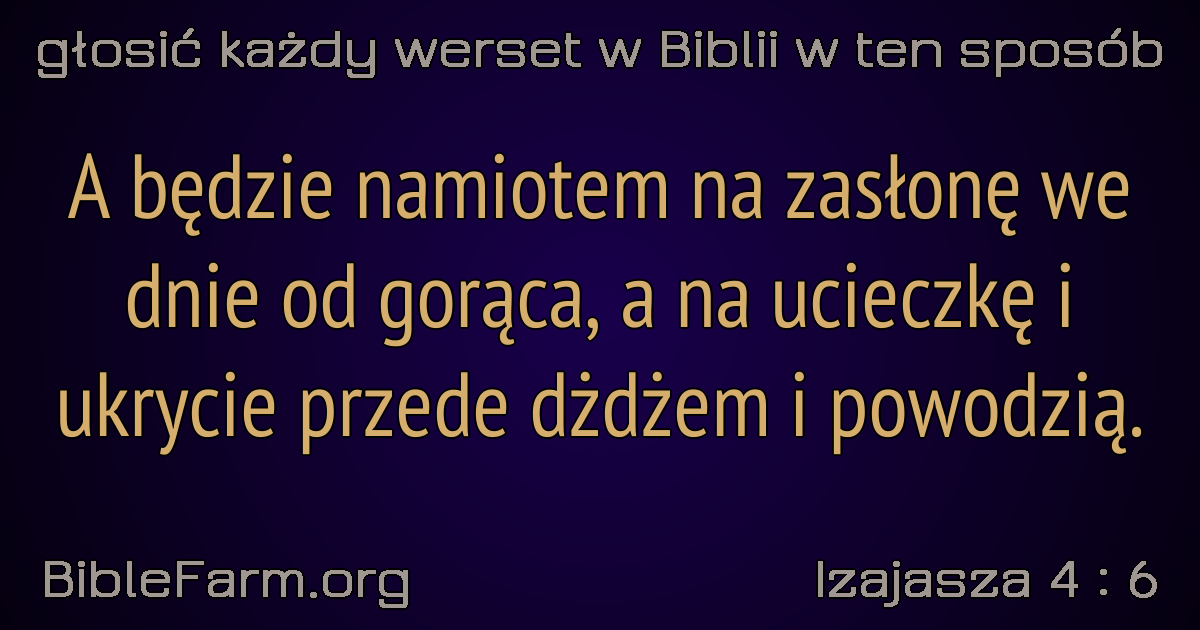 głosić każdy werset w Biblii w ten sposób
A będzie namiotem na zasłonę we
dnie od gorąca, a na ucieczkę i
ukrycie przede dżdżem i powodzią.
BibleFarm.org
Izajasza 4 : 6